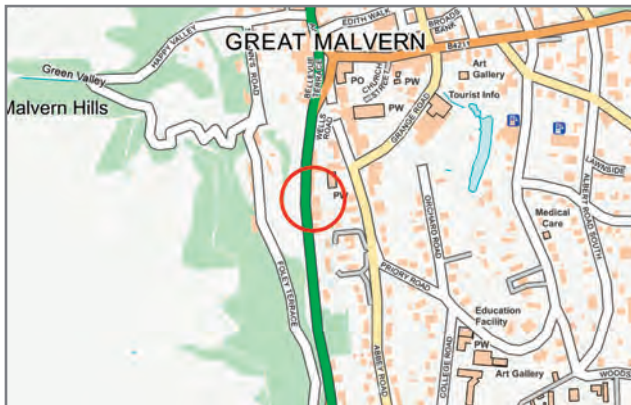 EDITH WALK
BROADS
BANK
HAPPY VALLEY
GREAT MALVERN
B4211
BELLEVUE
TERRACE
Art
Gallery
Green Valley
PO
CHURCH
STREET
PW
Tourist Info
Malvern Hills
WELLS
ROAD
PW
GRANGE ROAD
PW
LAWNSIDE
ORCHARD ROAD
ALBERT ROAD SOUTH
Medical
Care
FOLEY TERRACE
PRIORY ROAD
ABBEY ROAD
COLLEGE ROAD
Education
Facility
PW
Art Gallery
WOODS